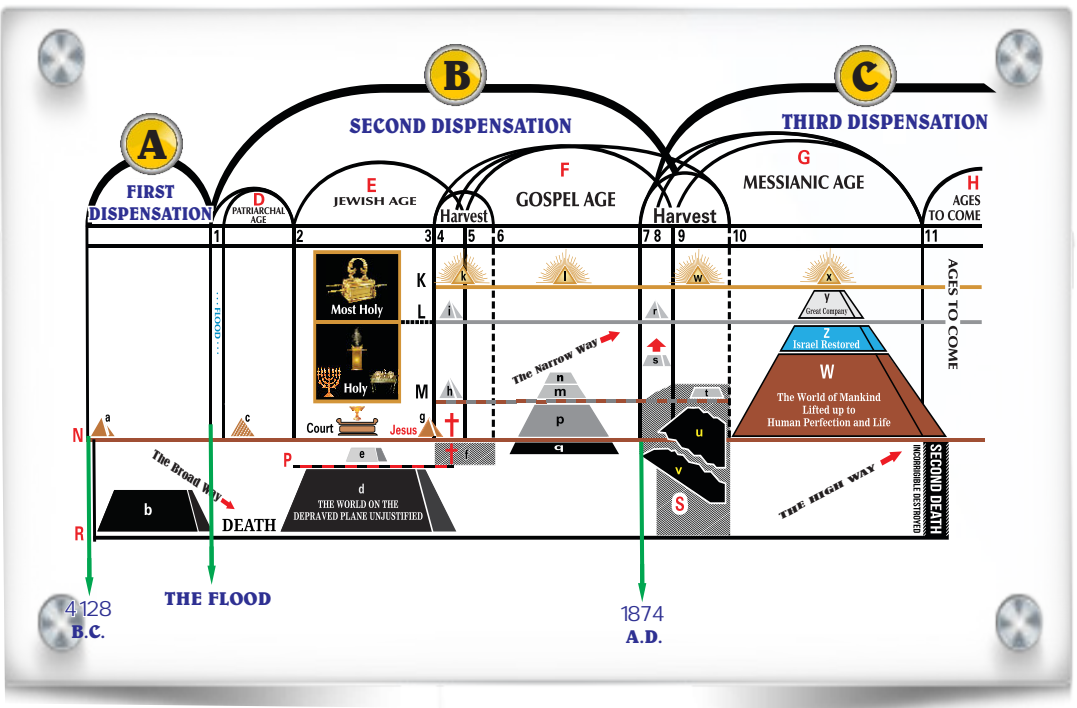 A
B
C
FIRST
DISPENSATION
SECOND DISPENSATION
THIRD DISPENSATION
D
PATRIARCHAL
AGE
E
JEWISH AGE
Harvest
F
GOSPEL AGE
Harvest
G
MESSIANIC AGE
H
AGES
TO COME
1
2
3
4
5
6
7
8
9
10
11
FLOOD
Most Holy
Holy
Court
Jesus
K
L
M
N
P
R
k
l
w
x
i
r
y
Great Company
Z
Israel Restored
W
The World of Mankind
Lifted up to
Human Perfection and Life
AGES TO COME
The Narrow Way
s
n
m
h
t
a
c
g
p
q
u
v
S
e
f
The Broad Way
b
DEATH
d
THE WORLD ON THE
DEPRAVED PLANE UNJUSTIFIED
THE HIGH WAY
SECOND DEATH
INCORRIGIBLE DESTROYED
4128
B.C.
THE FLOOD
1874
A.D.